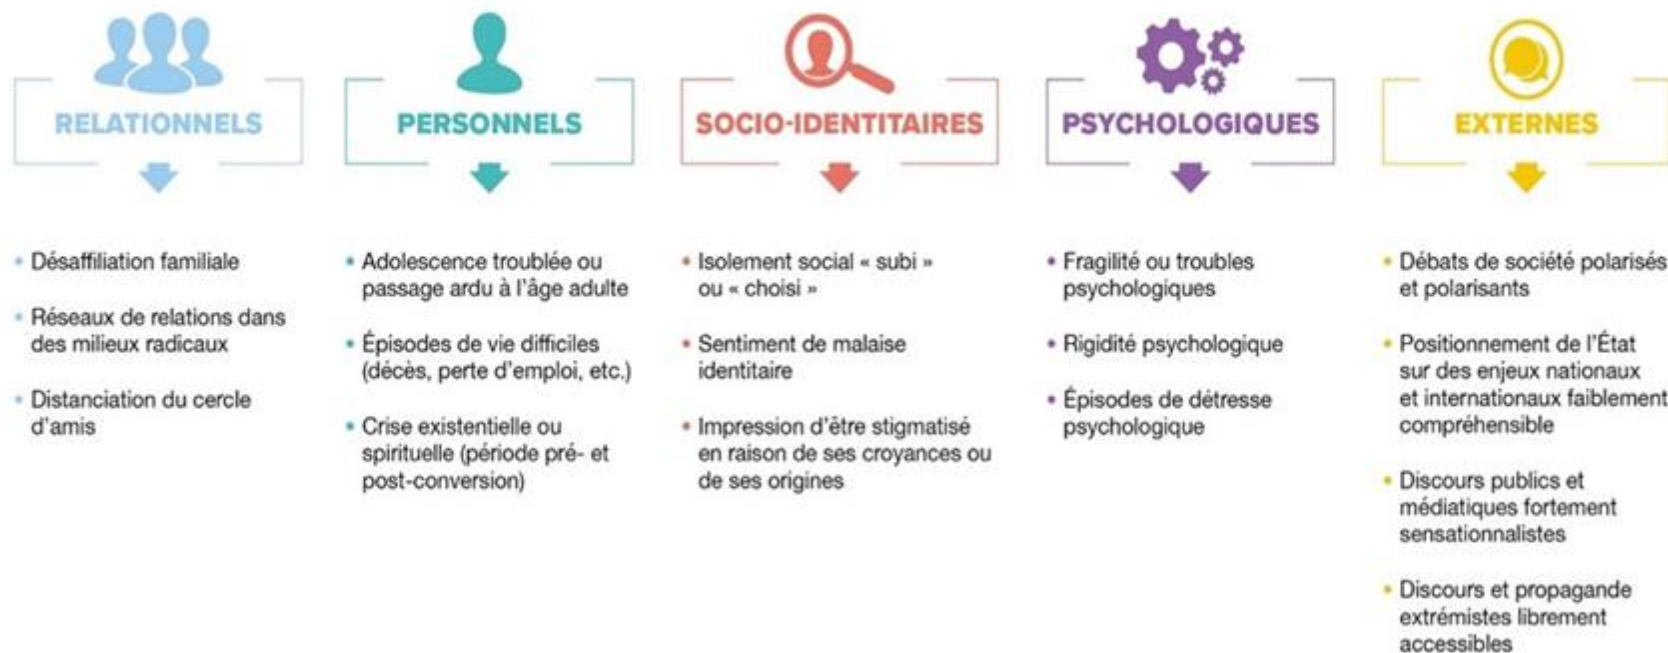 RELATIONNELS
• Désaffiliation familiale
• Réseaux de relations dans
des milieux radicaux
• Distanciation du cercle
d'amis
PERSONNELS
• Adolescence troublée ou
passage ardu à l'âge adulte
• Épisodes de vie difficiles
(décès, perte d'emploi, etc.)
• Crise existentielle ou
spirituelle (période pré- et
post-conversion)
SOCIO-IDENTITAIRES
• Isolement social « subi »
ou « choisi »
• Sentiment de malaise
identitaire
• Impression d'être stigmatisé
en raison de ses croyances ou
de ses origines
PSYCHOLOGIQUES
• Fragilité ou troubles
psychologiques
• Rigidité psychologique
• Épisodes de détresse
psychologique
EXTERNES
• Débats de société polarisés
et polarisants
• Positionnement de l'État
sur des enjeux nationaux
et internationaux faiblement
compréhensible
• Discours publics et
médiatiques fortement
sensationnalistes
• Discours et propagande
extrémistes librement
accessibles